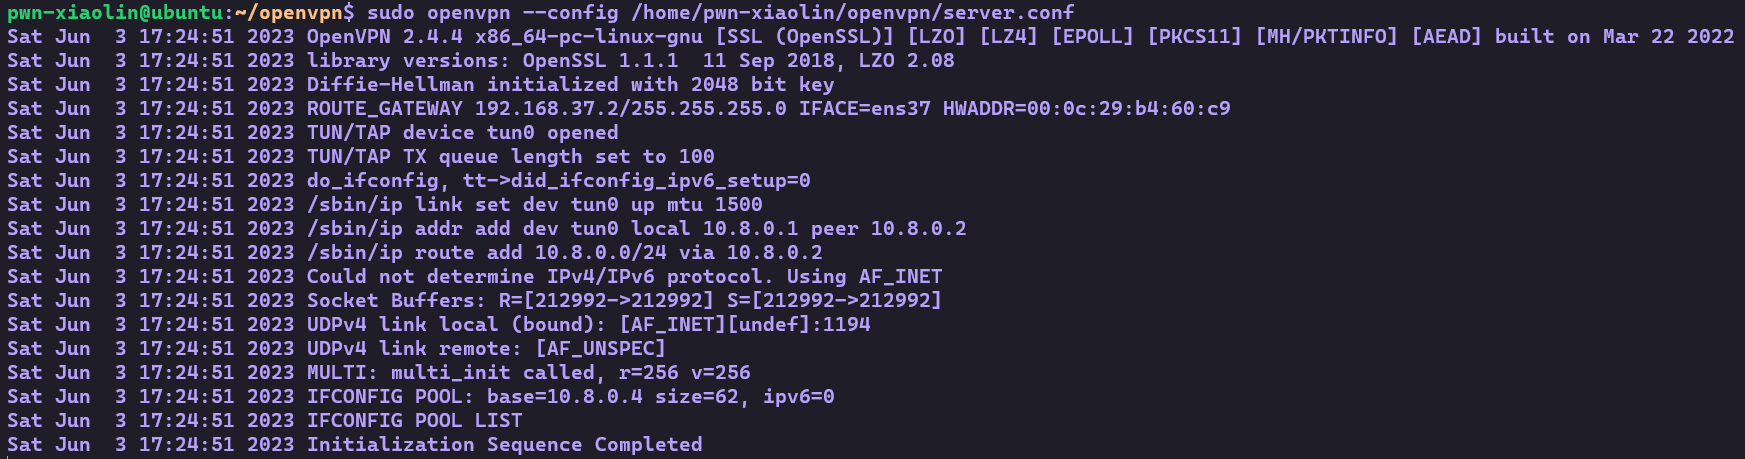 pwn-xiaolin@ubuntu:~/openvpn$ sudo openvpn --config /home/pwn-xiaolin/openvpn/server.conf
Sat Jun  3 17:24:51 2023 OpenVPN 2.4.4 x86_64-pc-linux-gnu [SSL (OpenSSL)] [LZO] [LZ4] [EPOLL] [PKCS11] [MH/PKTINFO] [AEAD] built on Mar 22 2022
Sat Jun  3 17:24:51 2023 library versions: OpenSSL 1.1.1  11 Sep 2018, LZO 2.08
Sat Jun  3 17:24:51 2023 Diffie-Hellman initialized with 2048 bit key
Sat Jun  3 17:24:51 2023 ROUTE_GATEWAY 192.168.37.2/255.255.255.0 IFACE=ens37 HWADDR=00:0c:29:b4:60:c9
Sat Jun  3 17:24:51 2023 TUN/TAP device tun0 opened
Sat Jun  3 17:24:51 2023 TUN/TAP TX queue length set to 100
Sat Jun  3 17:24:51 2023 do_ifconfig, tt->did_ifconfig_ipv6_setup=0
Sat Jun  3 17:24:51 2023 /sbin/ip link set dev tun0 up mtu 1500
Sat Jun  3 17:24:51 2023 /sbin/ip addr add dev tun0 local 10.8.0.1 peer 10.8.0.2
Sat Jun  3 17:24:51 2023 /sbin/ip route add 10.8.0.0/24 via 10.8.0.2
Sat Jun  3 17:24:51 2023 Could not determine IPv4/IPv6 protocol. Using AF_INET
Sat Jun  3 17:24:51 2023 Socket Buffers: R=[212992->212992] S=[212992->212992]
Sat Jun  3 17:24:51 2023 UDPv4 link local (bound): [AF_INET][undef]:1194
Sat Jun  3 17:24:51 2023 UDPv4 link remote: [AF_UNSPEC]
Sat Jun  3 17:24:51 2023 MULTI: multi_init called, r=256 v=256
Sat Jun  3 17:24:51 2023 IFCONFIG POOL: base=10.8.0.4 size=62, ipv6=0
Sat Jun  3 17:24:51 2023 IFCONFIG POOL LIST
Sat Jun  3 17:24:51 2023 Initialization Sequence Completed